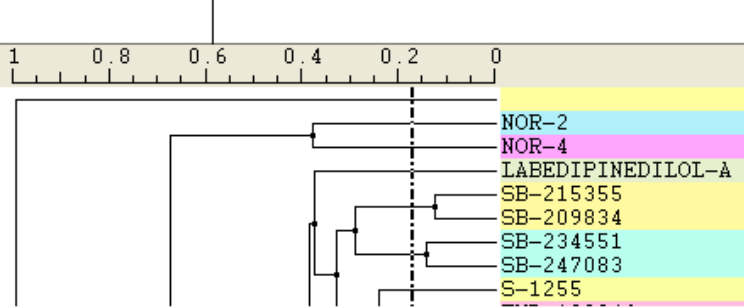 1 0.8 0.6 0.4 0.2 0
NOR-2
NOR-4
LABEDIPINEDILOL-A
SB-215355
SB-209834
SB-234551
SB-247083
S-1255